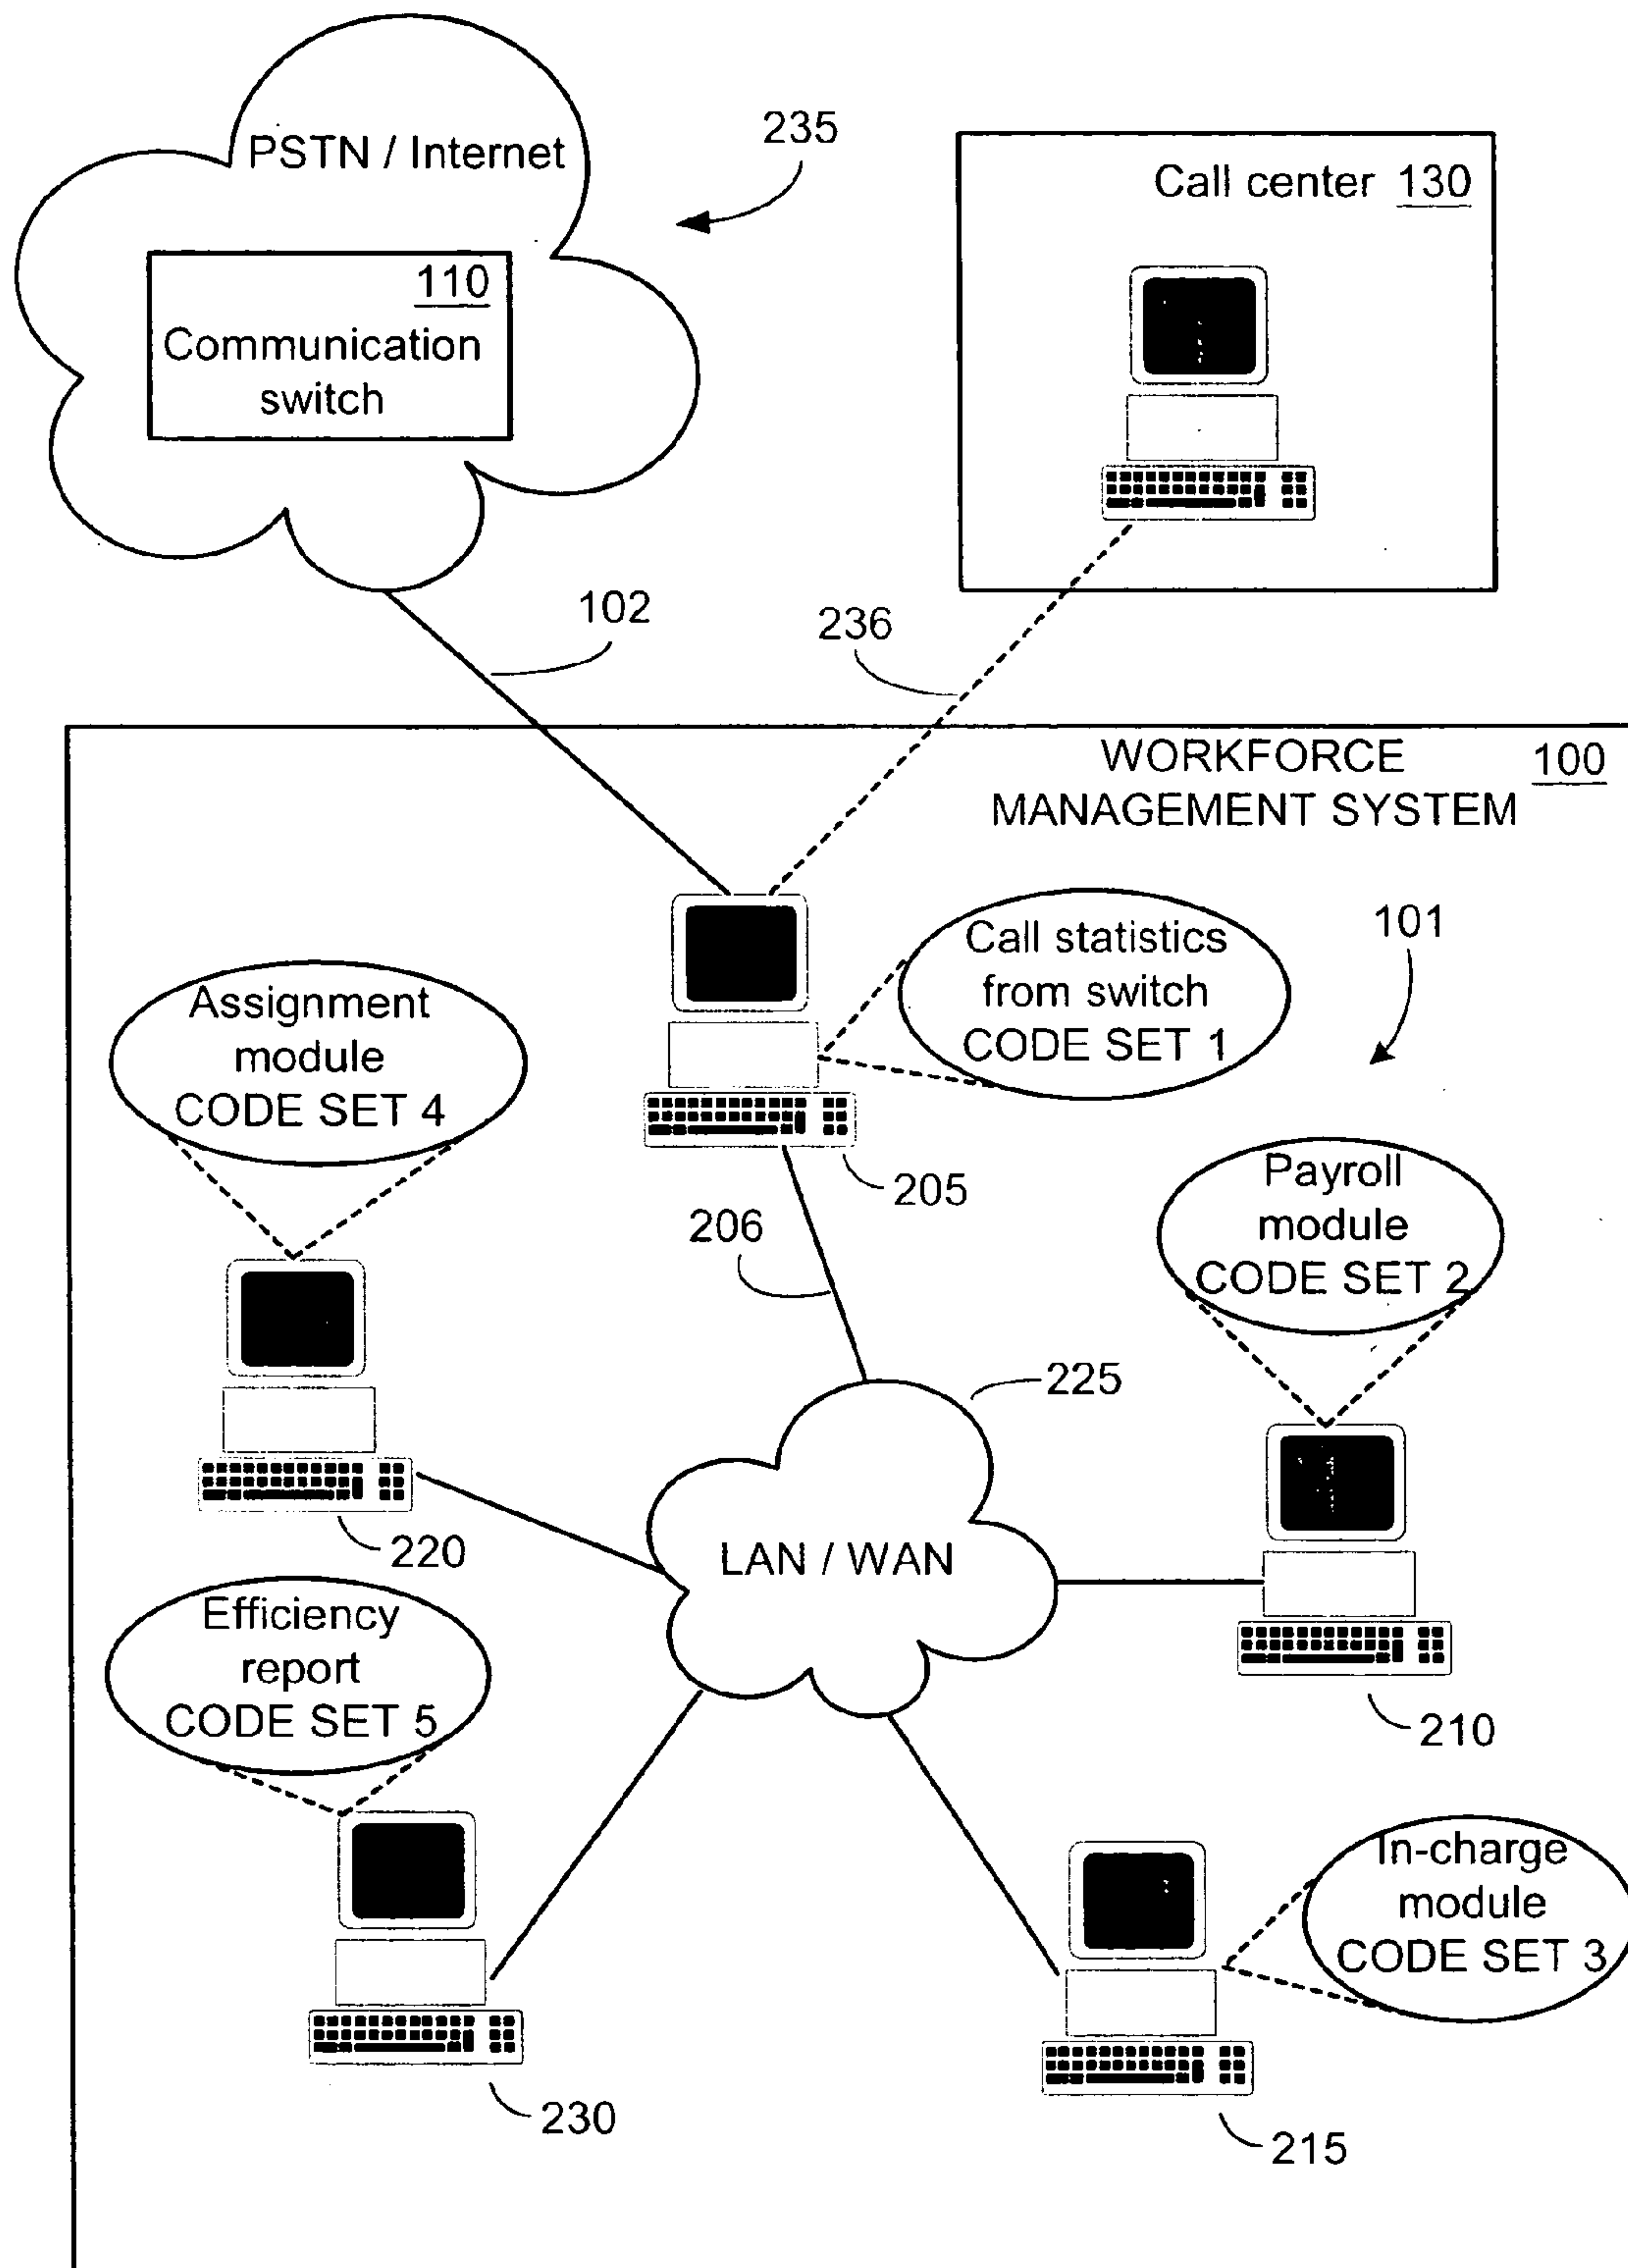 PSTN / Internet
235
110
Communication
switch
Call center 130
102
236
WORKFORCE 100
MANAGEMENT SYSTEM
Call statistics
from switch
CODE SET 1
101
Assignment
module
CODE SET 4
205
206
Payroll
module
CODE SET 2
225
220
LAN / WAN
Efficiency
report
CODE SET 5
210
In-charge
module
CODE SET 3
230
215